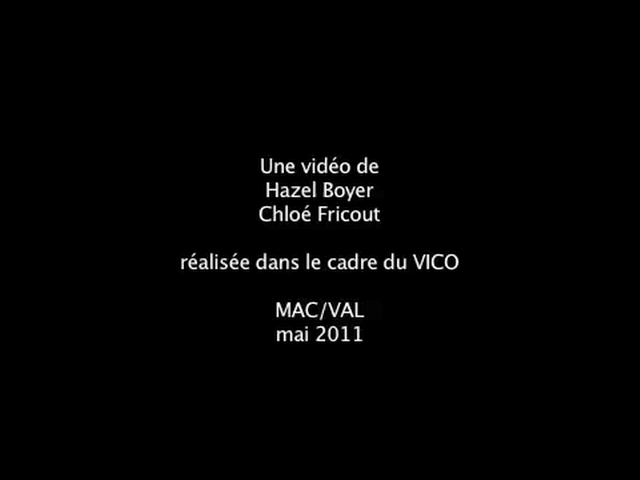 Une vidéo de
Hazel Boyer
Chloé Fricout
réalisée dans le cadre du VICO
MAC/VAL
mai 2011